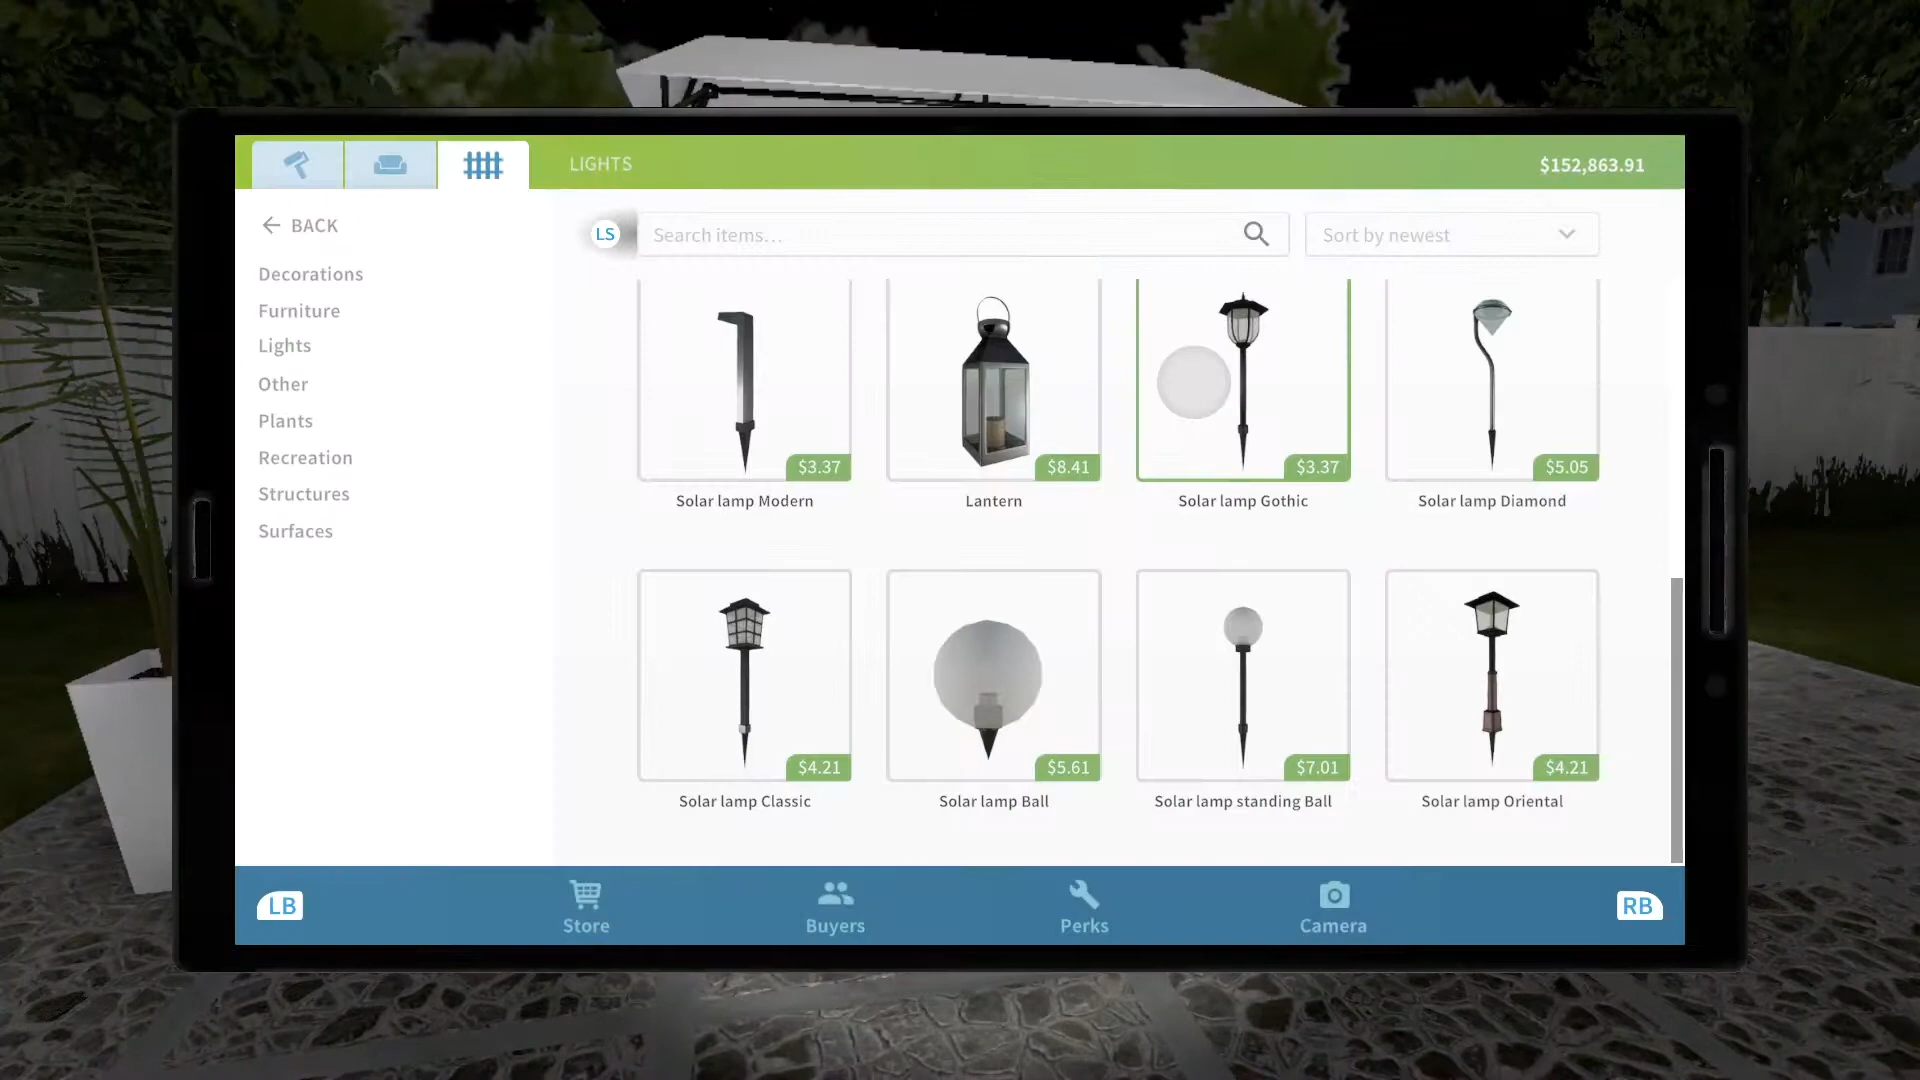 LIGHTS
$152,863.91
BACK
LS
Search items...
Sort by newest
Decorations
Furniture
Lights
Other
Plants
Recreation
Structures
Surfaces
$3.37
$8.41
$3.37
$5.05
Solar lamp Modern
Lantern
Solar lamp Gothic
Solar lamp Diamond
$4.21
$5.61
$7.01
$4.21
Solar lamp Classic
Solar lamp Ball
Solar lamp standing Ball
Solar lamp Oriental
LB
Store
Buyers
Perks
Camera
RB